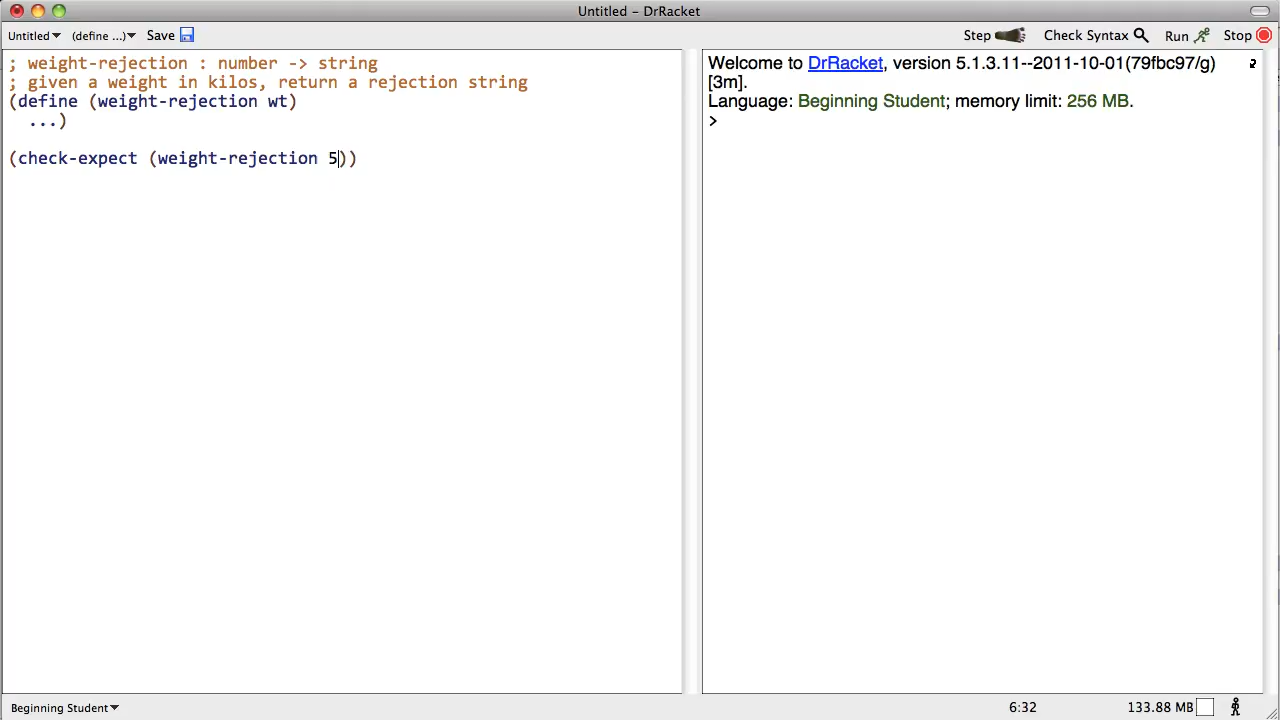 Untitled – DrRacket
Untitled (define ...) Save Step Check Syntax Run Stop
; weight-rejection : number -> string
; given a weight in kilos, return a rejection string
(define (weight-rejection wt)
  ...)
(check-expect (weight-rejection 5))
Welcome to DrRacket, version 5.1.3.11--2011-10-01(79fbc97/g)
[3m].
Language: Beginning Student; memory limit: 256 MB.
>
Beginning Student 6:32 133.88 MB